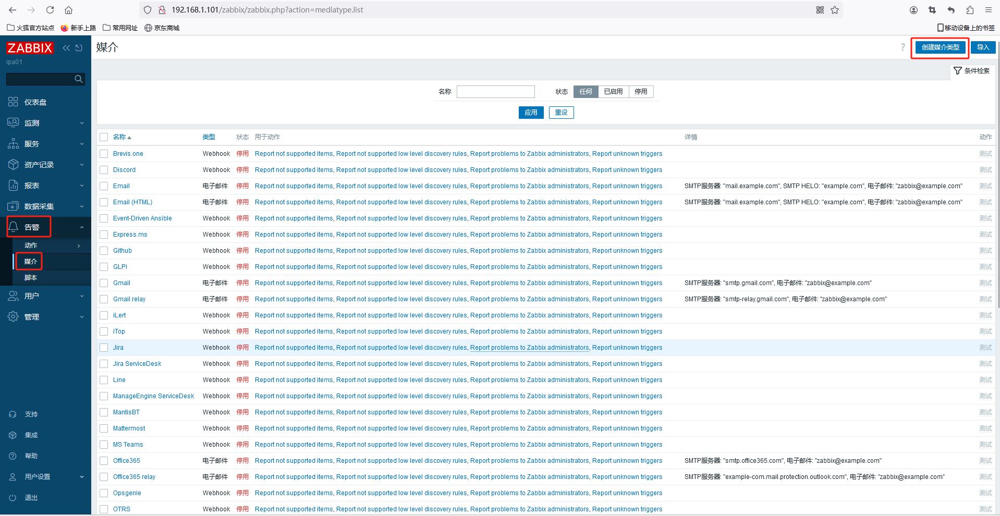 192.168.1.101/zabbix/zabbix.php?action=mediatype.list
火狐官方站点 新手上路 常用网址 京东商城 移动设备上的书签
ZABBIX
ipa01
仪表盘
监测
服务
资产记录
报表
数据采集
告警
动作
媒介
脚本
用户
管理
支持
集成
帮助
用户设置
退出
媒介 ? 创建媒介类型 导入
条件检索
名称 状态 任何 已启用 停用
应用 重设
名称 类型 状态 用于动作 详情 动作
Brevis.one Webhook 停用 Report not supported items, Report not supported low level discovery rules, Report problems to Zabbix administrators, Report unknown triggers 测试
Discord Webhook 停用 Report not supported items, Report not supported low level discovery rules, Report problems to Zabbix administrators, Report unknown triggers 测试
Email 电子邮件 停用 Report not supported items, Report not supported low level discovery rules, Report problems to Zabbix administrators, Report unknown triggers SMTP服务器: "mail.example.com", SMTP HELO: "example.com", 电子邮件: "zabbix@example.com" 测试
Email (HTML) 电子邮件 停用 Report not supported items, Report not supported low level discovery rules, Report problems to Zabbix administrators, Report unknown triggers SMTP服务器: "mail.example.com", SMTP HELO: "example.com", 电子邮件: "zabbix@example.com" 测试
Event-Driven Ansible Webhook 停用 Report not supported items, Report not supported low level discovery rules, Report problems to Zabbix administrators, Report unknown triggers 测试
Express.ms Webhook 停用 Report not supported items, Report not supported low level discovery rules, Report problems to Zabbix administrators, Report unknown triggers 测试
Github Webhook 停用 Report not supported items, Report not supported low level discovery rules, Report problems to Zabbix administrators, Report unknown triggers 测试
GLPi Webhook 停用 Report not supported items, Report not supported low level discovery rules, Report problems to Zabbix administrators, Report unknown triggers 测试
Gmail 电子邮件 停用 Report not supported items, Report not supported low level discovery rules, Report problems to Zabbix administrators, Report unknown triggers SMTP服务器: "smtp.gmail.com", 电子邮件: "zabbix@example.com" 测试
Gmail relay 电子邮件 停用 Report not supported items, Report not supported low level discovery rules, Report problems to Zabbix administrators, Report unknown triggers SMTP服务器: "smtp-relay.gmail.com", 电子邮件: "zabbix@example.com" 测试
iLert Webhook 停用 Report not supported items, Report not supported low level discovery rules, Report problems to Zabbix administrators, Report unknown triggers 测试
iTop Webhook 停用 Report not supported items, Report not supported low level discovery rules, Report problems to Zabbix administrators, Report unknown triggers 测试
Jira Webhook 停用 Report not supported items, Report not supported low level discovery rules, Report problems to Zabbix administrators, Report unknown triggers 测试
Jira ServiceDesk Webhook 停用 Report not supported items, Report not supported low level discovery rules, Report problems to Zabbix administrators, Report unknown triggers 测试
Line Webhook 停用 Report not supported items, Report not supported low level discovery rules, Report problems to Zabbix administrators, Report unknown triggers 测试
ManageEngine ServiceDesk Webhook 停用 Report not supported items, Report not supported low level discovery rules, Report problems to Zabbix administrators, Report unknown triggers 测试
MantisBT Webhook 停用 Report not supported items, Report not supported low level discovery rules, Report problems to Zabbix administrators, Report unknown triggers 测试
Mattermost Webhook 停用 Report not supported items, Report not supported low level discovery rules, Report problems to Zabbix administrators, Report unknown triggers 测试
MS Teams Webhook 停用 Report not supported items, Report not supported low level discovery rules, Report problems to Zabbix administrators, Report unknown triggers 测试
Office365 电子邮件 停用 Report not supported items, Report not supported low level discovery rules, Report problems to Zabbix administrators, Report unknown triggers SMTP服务器: "smtp.office365.com", 电子邮件: "zabbix@example.com" 测试
Office365 relay 电子邮件 停用 Report not supported items, Report not supported low level discovery rules, Report problems to Zabbix administrators, Report unknown triggers SMTP服务器: "example-com.mail.protection.outlook.com", 电子邮件: "zabbix@example.com" 测试
Opsgenie Webhook 停用 Report not supported items, Report not supported low level discovery rules, Report problems to Zabbix administrators, Report unknown triggers 测试
OTRS Webhook 停用 Report not supported items, Report not supported low level discovery rules, Report problems to Zabbix administrators, Report unknown triggers 测试